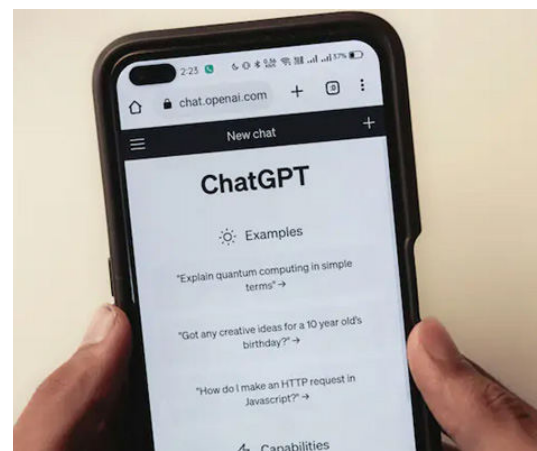 2:23 37%
chat.openai.com
New chat
ChatGPT
Examples
"Explain quantum computing in simple
terms" →
"Got any creative ideas for a 10 year old's
birthday?" →
"How do I make an HTTP request in
Javascript?" →
Capabilities